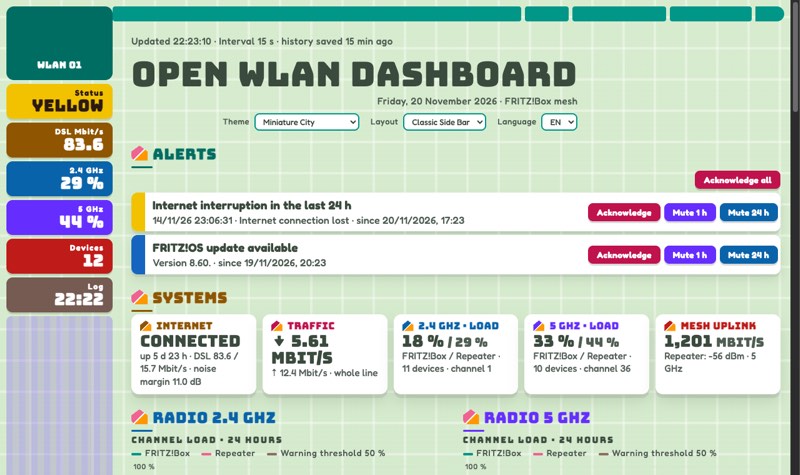 WLAN 01
Status
YELLOW
DSL Mbit/s
83.6
2.4 GHz
29 %
5 GHz
44 %
Devices
12
Log
22:22
Updated 22:23:10 · Interval 15 s · history saved 15 min ago
OPEN WLAN DASHBOARD
Friday, 20 November 2026 · FRITZ!Box mesh
Theme Miniature City Layout Classic Side Bar Language EN
ALERTS
Acknowledge all
Internet interruption in the last 24 h
14/11/26 23:06:31 · Internet connection lost · since 20/11/2026, 17:23
Acknowledge Mute 1 h Mute 24 h
FRITZ!OS update available
Version 8.60. · since 19/11/2026, 20:23
Acknowledge Mute 1 h Mute 24 h
SYSTEMS
INTERNET
CONNECTED
up 5 d 23 h · DSL 83.6 /
15.7 Mbit/s · noise
margin 11.0 dB
TRAFFIC
↓ 5.61
MBIT/S
↑ 12.4 Mbit/s · whole line
2.4 GHZ · LOAD
18 % / 29 %
FRITZ!Box / Repeater ·
11 devices · channel 1
5 GHZ · LOAD
33 % / 44 %
FRITZ!Box / Repeater ·
10 devices · channel 36
MESH UPLINK
1,201 MBIT/S
Repeater: -56 dBm · 5
GHz
RADIO 2.4 GHZ
CHANNEL LOAD · 24 HOURS
FRITZ!Box Repeater Warning threshold 50 %
100 %
RADIO 5 GHZ
CHANNEL LOAD · 24 HOURS
FRITZ!Box Repeater Warning threshold 50 %
100 %